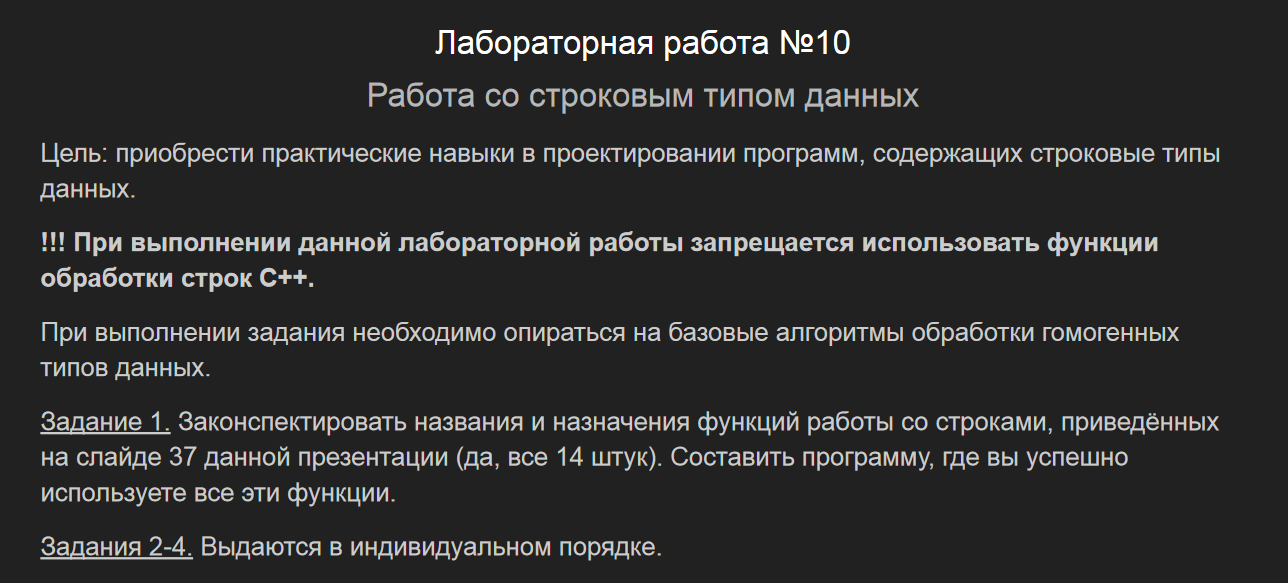 Лабораторная работа №10
Работа со строковым типом данных
Цель: приобрести практические навыки в проектировании программ, содержащих строковые типы
данных.
!!! При выполнении данной лабораторной работы запрещается использовать функции
обработки строк С++.
При выполнении задания необходимо опираться на базовые алгоритмы обработки гомогенных
типов данных.
Задание 1. Законспектировать названия и назначения функций работы со строками, приведённых
на слайде 37 данной презентации (да, все 14 штук). Составить программу, где вы успешно
используете все эти функции.
Задания 2-4. Выдаются в индивидуальном порядке.